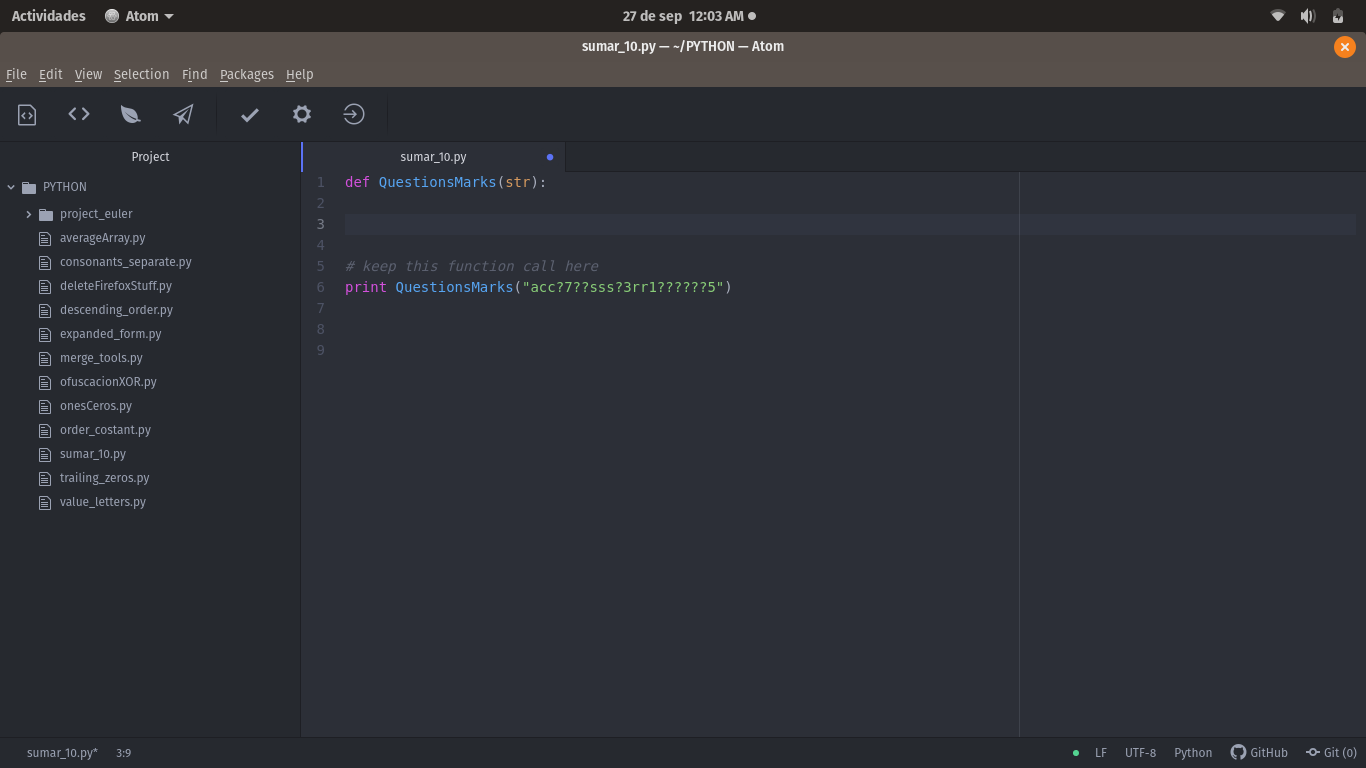 Actividades Atom 27 de sep 12:03 AM
sumar_10.py — ~/PYTHON — Atom
File Edit View Selection Find Packages Help
Project
PYTHON
project_euler
averageArray.py
consonants_separate.py
deleteFirefoxStuff.py
descending_order.py
expanded_form.py
merge_tools.py
ofuscacionXOR.py
onesCeros.py
order_costant.py
sumar_10.py
trailing_zeros.py
value_letters.py
sumar_10.py
1 def QuestionsMarks(str):
2
3
4
5 # keep this function call here
6 print QuestionsMarks("acc?7??sss?3rr1??????5")
7
8
9
sumar_10.py* 3:9 LF UTF-8 Python GitHub Git (0)